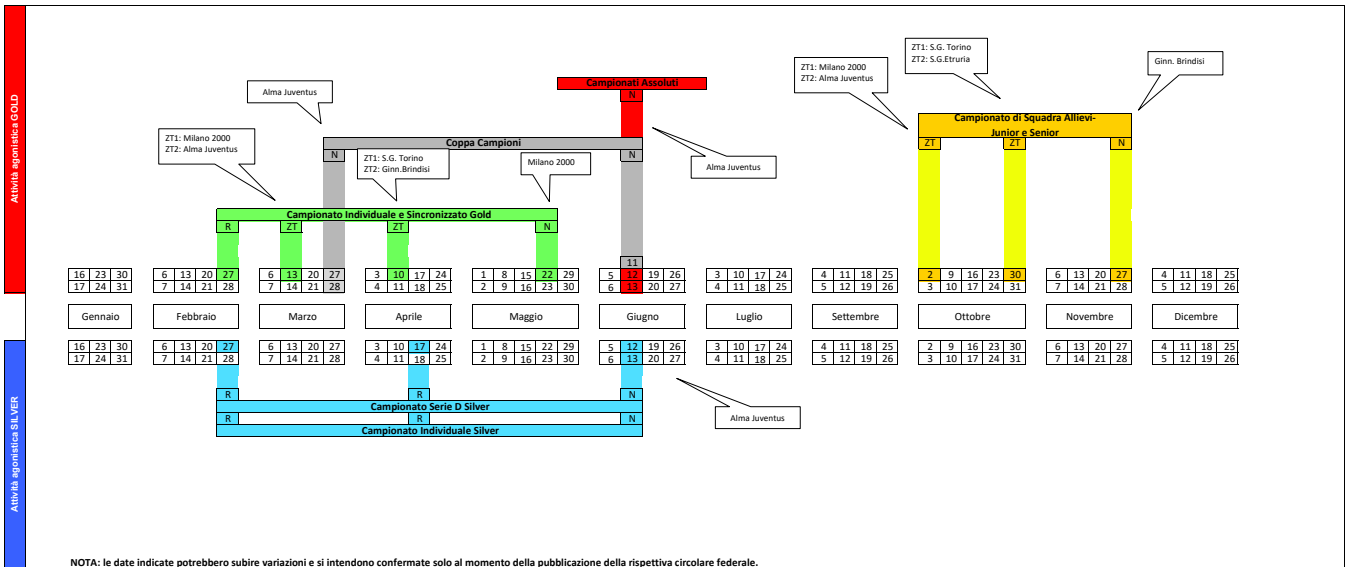 Attività agonistica GOLD
ZT1: S.G. Torino
ZT2: S.G.Etruria
Ginn. Brindisi
ZT1: Milano 2000
ZT2: Alma Juventus
Campionati Assoluti
N
Alma Juventus
Campionato di Squadra Allievi-
Junior e Senior
ZT ZT N
ZT1: Milano 2000
ZT2: Alma Juventus
Coppa Campioni
N N
ZT1: S.G. Torino
ZT2: Ginn.Brindisi
Milano 2000
Alma Juventus
Campionato Individuale e Sincronizzato Gold
R ZT ZT N
11
16 23 30 6 13 20 27 6 13 20 27 3 10 17 24 1 8 15 22 29 5 12 19 26 3 10 17 24 4 11 18 25 2 9 16 23 30 6 13 20 27 4 11 18 25
17 24 31 7 14 21 28 7 14 21 28 4 11 18 25 2 9 16 23 30 6 13 20 27 4 11 18 25 5 12 19 26 3 10 17 24 31 7 14 21 28 5 12 19 26
Gennaio Febbraio Marzo Aprile Maggio Giugno Luglio Settembre Ottobre Novembre Dicembre
16 23 30 6 13 20 27 6 13 20 27 3 10 17 24 1 8 15 22 29 5 12 19 26 3 10 17 24 4 11 18 25 2 9 16 23 30 6 13 20 27 4 11 18 25
17 24 31 7 14 21 28 7 14 21 28 4 11 18 25 2 9 16 23 30 6 13 20 27 4 11 18 25 5 12 19 26 3 10 17 24 31 7 14 21 28 5 12 19 26
Attività agonistica SILVER
R R N
Campionato Serie D Silver
R R N
Campionato Individuale Silver
Alma Juventus
NOTA: le date indicate potrebbero subire variazioni e si intendono confermate solo al momento della pubblicazione della rispettiva circolare federale.